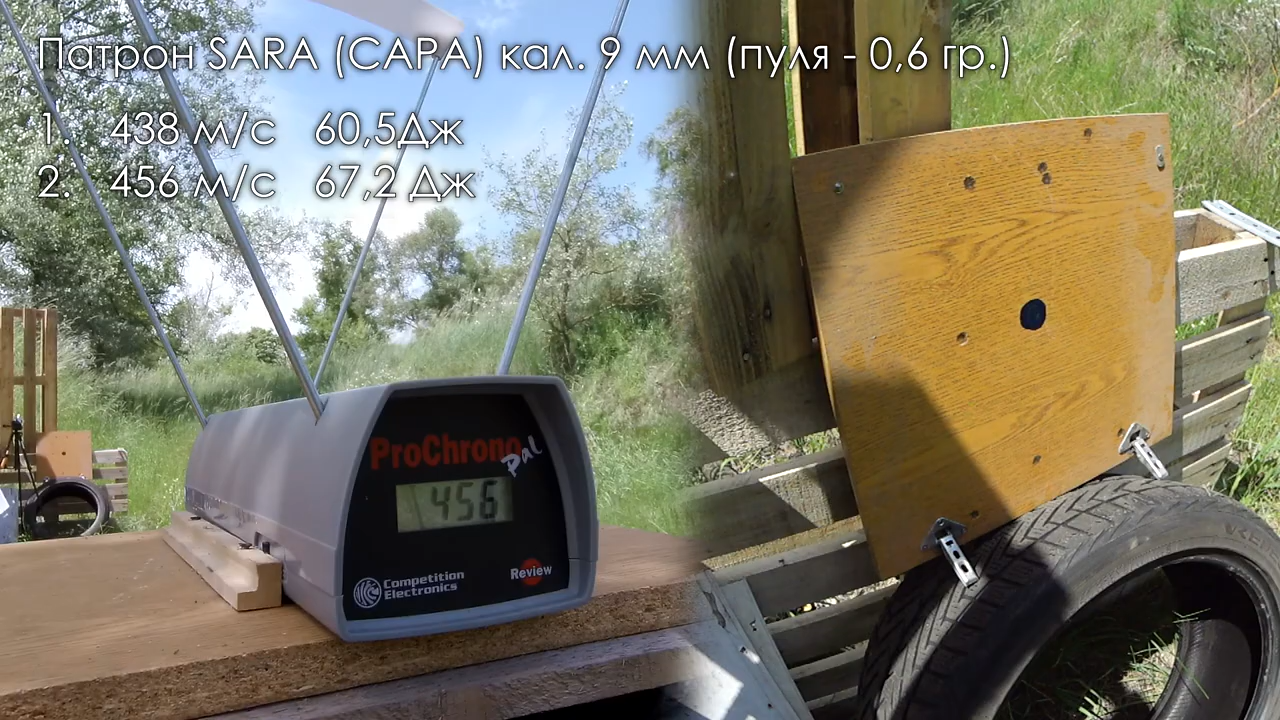 Патрон SARA (САРА) кал. 9 мм (пуля - 0,6 гр.)
1. 438 м/с 60,5Дж
2. 456 м/с 67,2 Дж
ProChrono
Pal
456
Competition
Electronics
Review